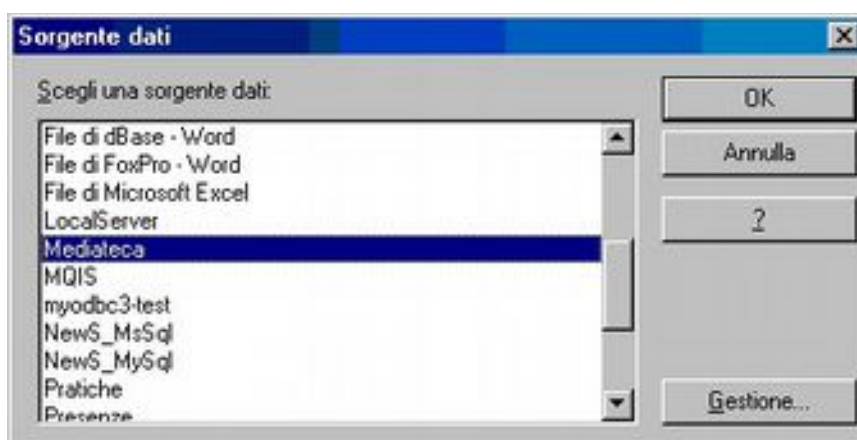 Sorgente dati
Scegli una sorgente dati:
File di dBase - Word
File di FoxPro - Word
File di Microsoft Excel
LocalServer
Mediateca
MQIS
myodbc3-test
NewS_MsSql
NewS_MySql
Pratiche
Presenze
OK
Annulla
?
Gestione...